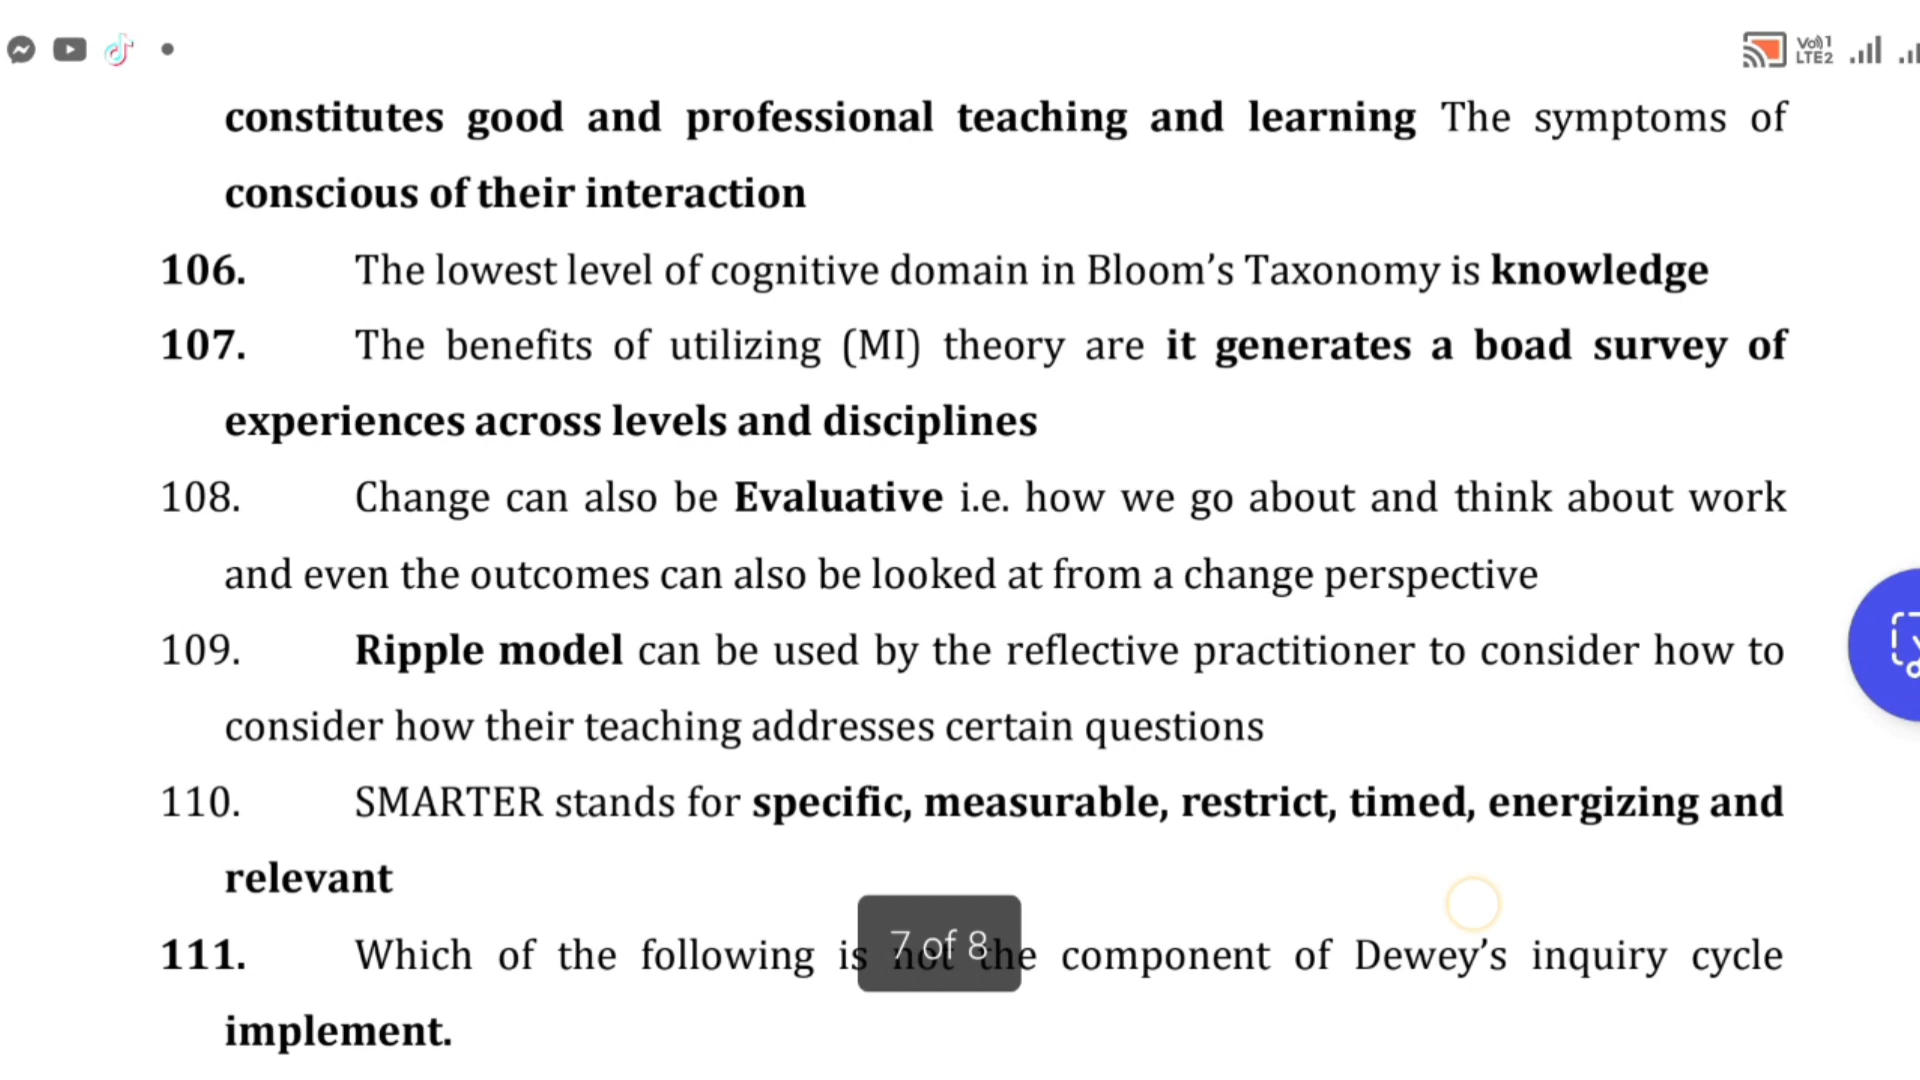 Vo))1
LTE2
constitutes good and professional teaching and learning The symptoms of
conscious of their interaction
106. The lowest level of cognitive domain in Bloom's Taxonomy is knowledge
107. The benefits of utilizing (MI) theory are it generates a boad survey of
experiences across levels and disciplines
108. Change can also be Evaluative i.e. how we go about and think about work
and even the outcomes can also be looked at from a change perspective
109. Ripple model can be used by the reflective practitioner to consider how to
consider how their teaching addresses certain questions
110. SMARTER stands for specific, measurable, restrict, timed, energizing and
relevant
111. Which of the following is not the component of Dewey's inquiry cycle
7 of 8
implement.